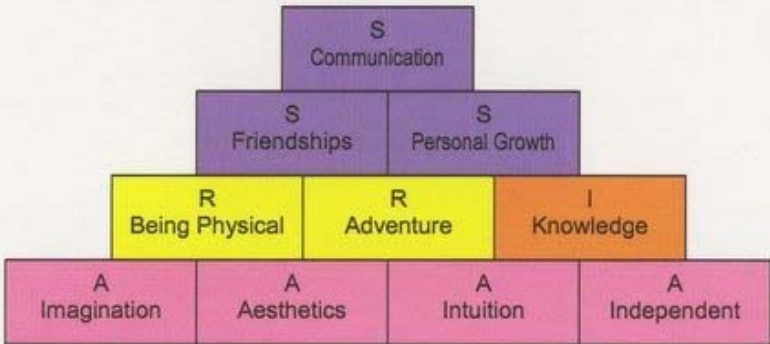 S
Communication
S
Friendships
S
Personal Growth
R
Being Physical
R
Adventure
I
Knowledge
A
Imagination
A
Aesthetics
A
Intuition
A
Independent